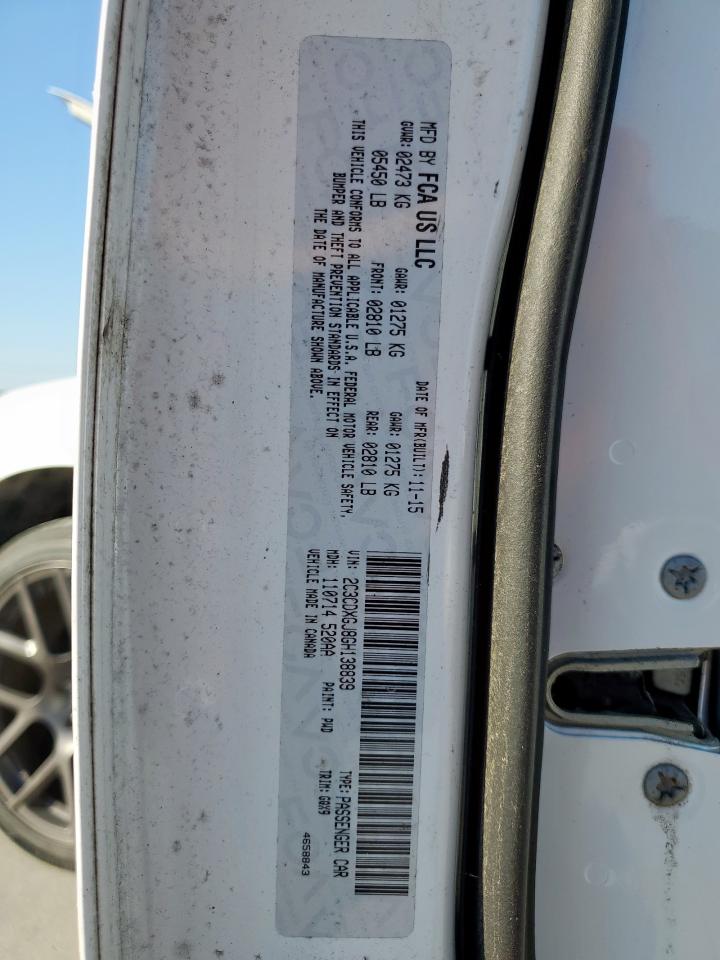 MFD BY FCA US LLC
DATE OF MFR(BUILT): 11-15
GVWR: 02473 KG GAWR: 01275 KG GAWR: 01275 KG
05450 LB FRONT: 02810 LB REAR: 02810 LB
THIS VEHICLE CONFORMS TO ALL APPLICABLE U.S.A. FEDERAL MOTOR VEHICLE SAFETY,
BUMPER AND THEFT PREVENTION STANDARDS IN EFFECT ON
THE DATE OF MANUFACTURE SHOWN ABOVE.
VIN: 2C3CDXGJ8GH138839 TYPE: PASSENGER CAR
MDH: 110714 520AA PAINT: PWD TRIM: GQX9
VEHICLE MADE IN CANADA 4658843